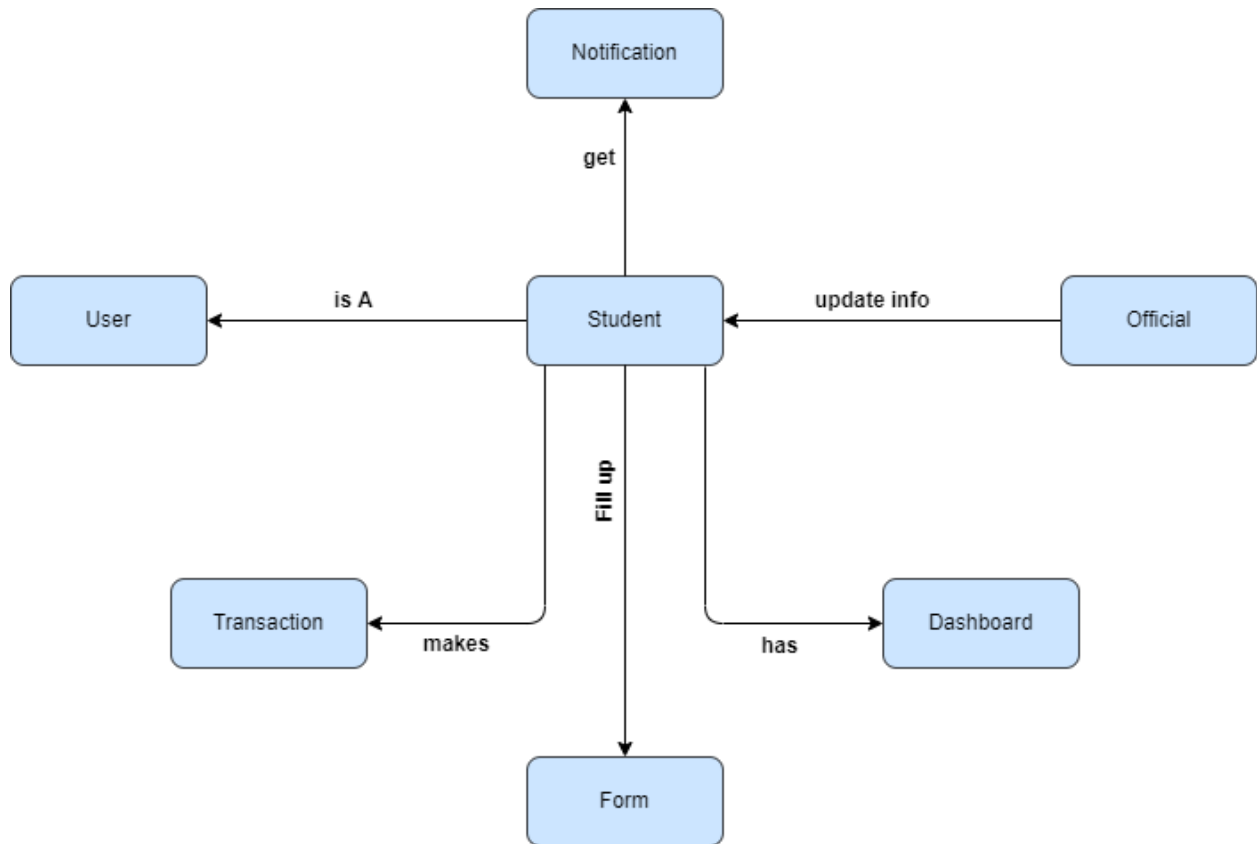 Notification
get
is A
update info
User
Student
Official
Fill up
Transaction
Dashboard
makes
has
Form